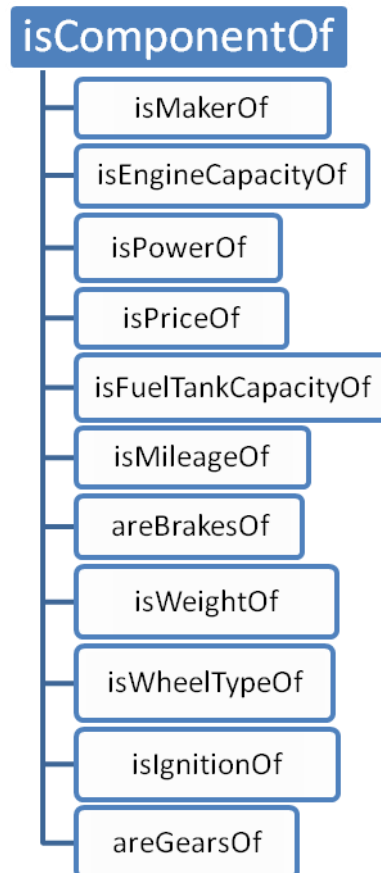 isComponentOf
isMakerOf
isEngineCapacityOf
isPowerOf
isPriceOf
isFuelTankCapacityOf
isMileageOf
areBrakesOf
isWeightOf
isWheelTypeOf
isIgnitionOf
areGearsOf